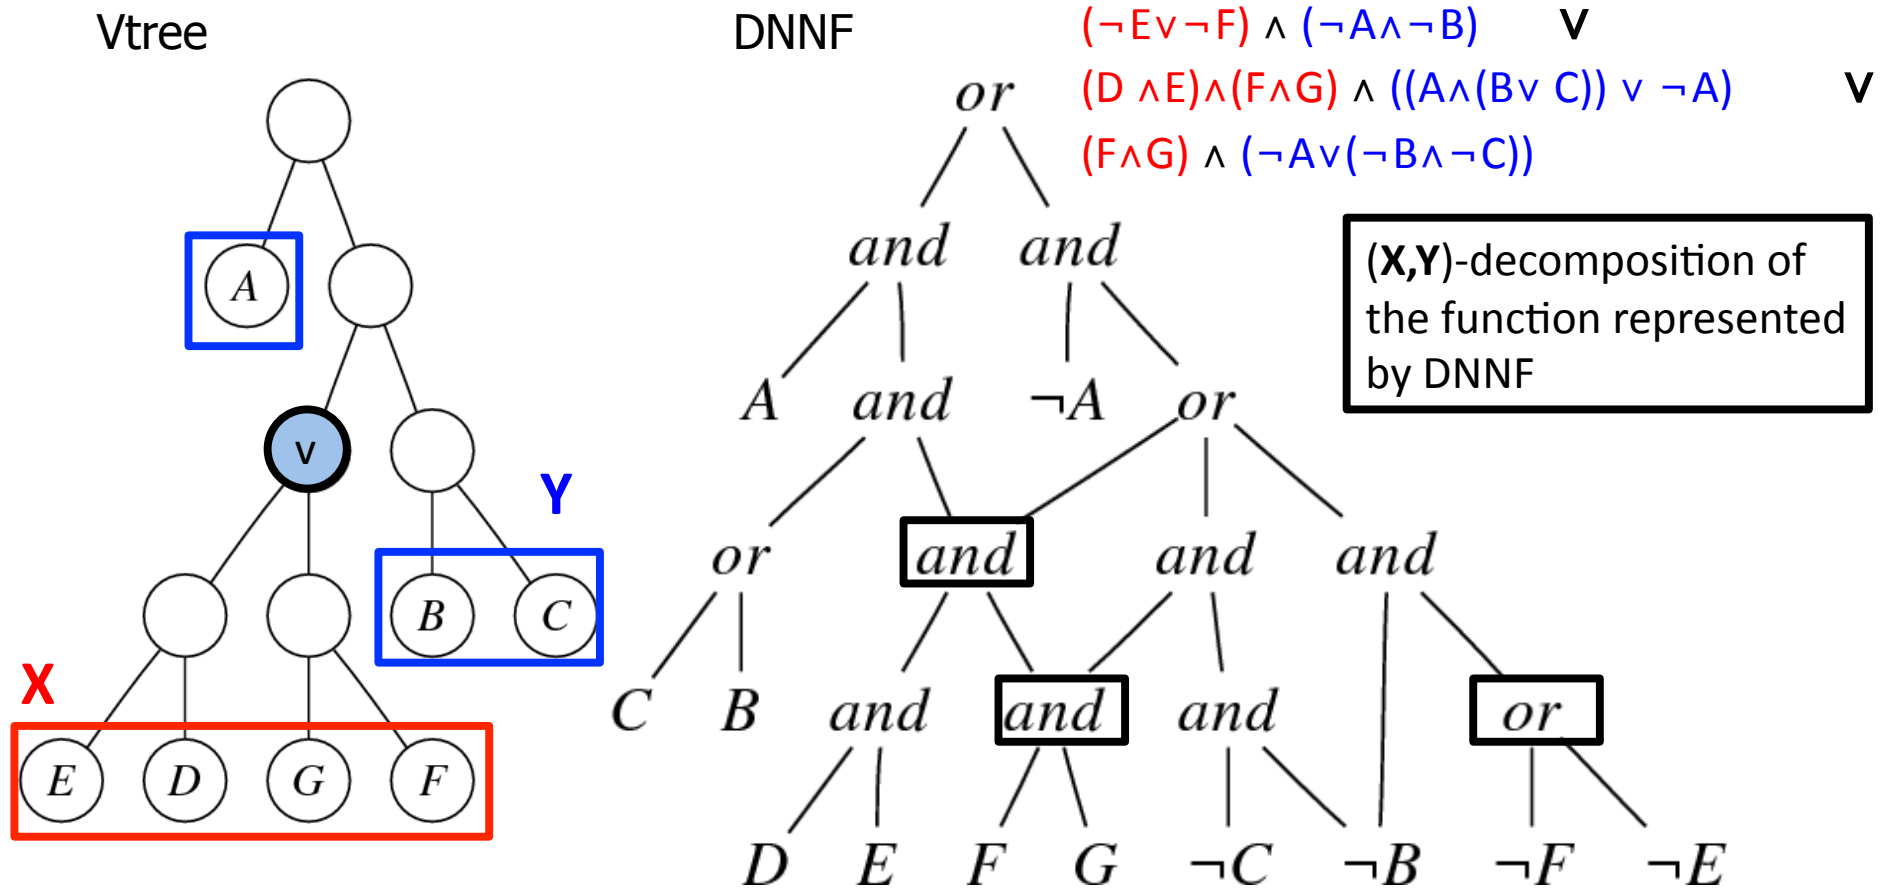 Vtree
DNNF
(¬E∨¬F) ∧ (¬A∧¬B) ∨
(D ∧E)∧(F∧G) ∧ ((A∧(B∨ C)) ∨ ¬A) ∨
(F∧G) ∧ (¬A∨(¬B∧¬C))
(X,Y)-decomposition of
the function represented
by DNNF
A
v
Y
B C
X
E D G F
or
and and
A and ¬A or
or and and and
C B and and and or
D E F G ¬C ¬B ¬F ¬E